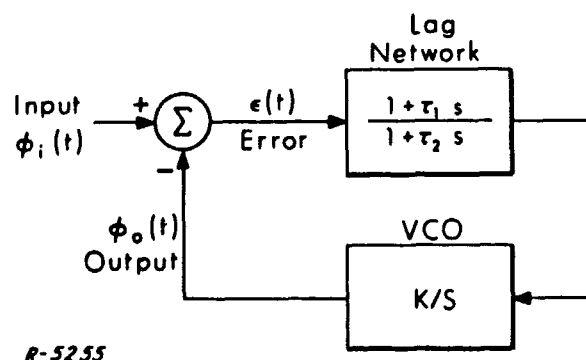 Lag
Network
Input
ϕᵢ(t)
+
Σ
−
ϵ(t)
Error
1 + τ₁ s
1 + τ₂ s
ϕₒ(t)
Output
VCO
K/S
R-5255